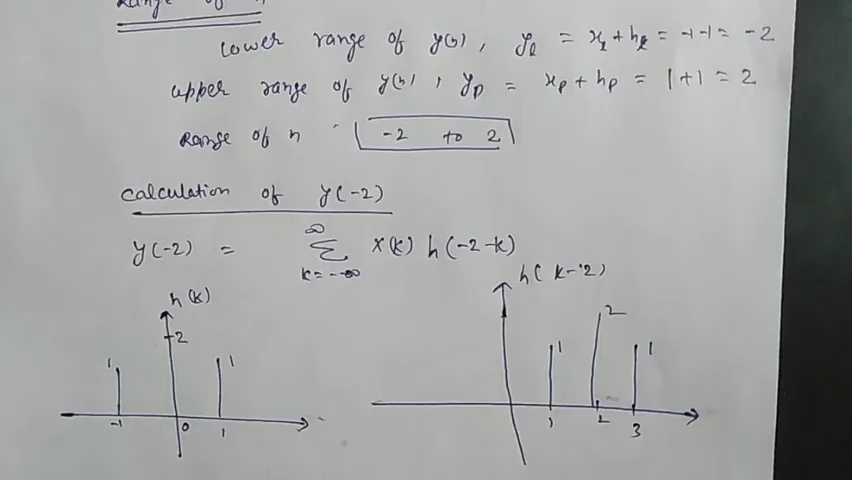 Range of n
lower range of y(n), yl = xl + hl = -1-1 = -2
upper range of y(n), yp = xp + hp = 1+1 = 2
Range of n -2 to 2
calculation of y(-2)
y(-2) = ∞ Σ k=-∞ x(k) h(-2-k)
h(k)
2
1 1
-1 0 1
h(k-2)
2
1 1
1 2 3